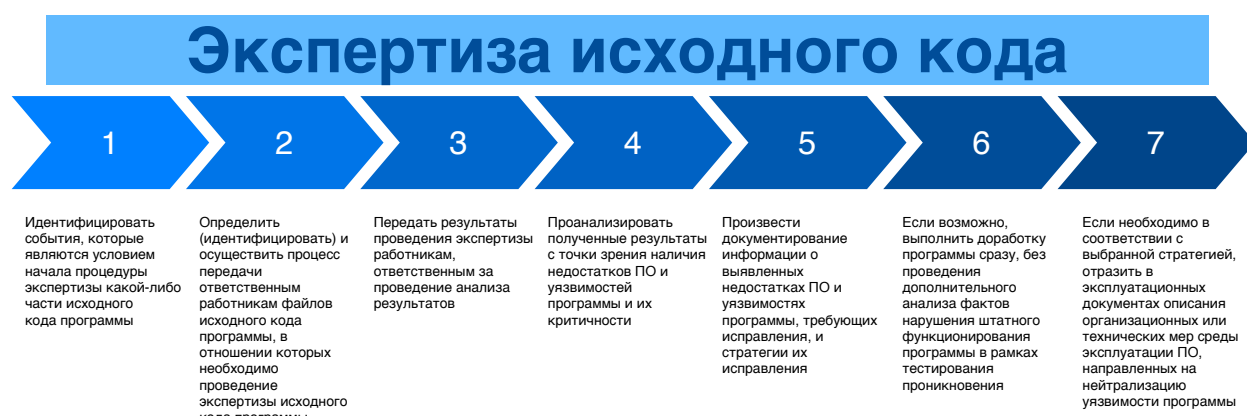 Экспертиза исходного кода
1
2
3
4
5
6
7
Идентифицировать
события, которые
являются условием
начала процедуры
экспертизы какой-либо
части исходного
кода программы
Определить
(идентифицировать) и
осуществить процесс
передачи
ответственным
работникам файлов
исходного кода
программы, в
отношении которых
необходимо
проведение
экспертизы исходного
кода программы
Передать результаты
проведения экспертизы
работникам,
ответственным за
проведение анализа
результатов
Проанализировать
полученные результаты
с точки зрения наличия
недостатков ПО и
уязвимостей
программы и их
критичности
Произвести
документирование
информации о
выявленных
недостатках ПО и
уязвимостях
программы, требующих
исправления, и
стратегии их
исправления
Если возможно,
выполнить доработку
программы сразу, без
проведения
дополнительного
анализа фактов
нарушения штатного
функционирования
программы в рамках
тестирования
проникновения
Если необходимо в
соответствии с
выбранной стратегией,
отразить в
эксплуатационных
документах описания
организационных или
технических мер среды
эксплуатации ПО,
направленных на
нейтрализацию
уязвимости программы